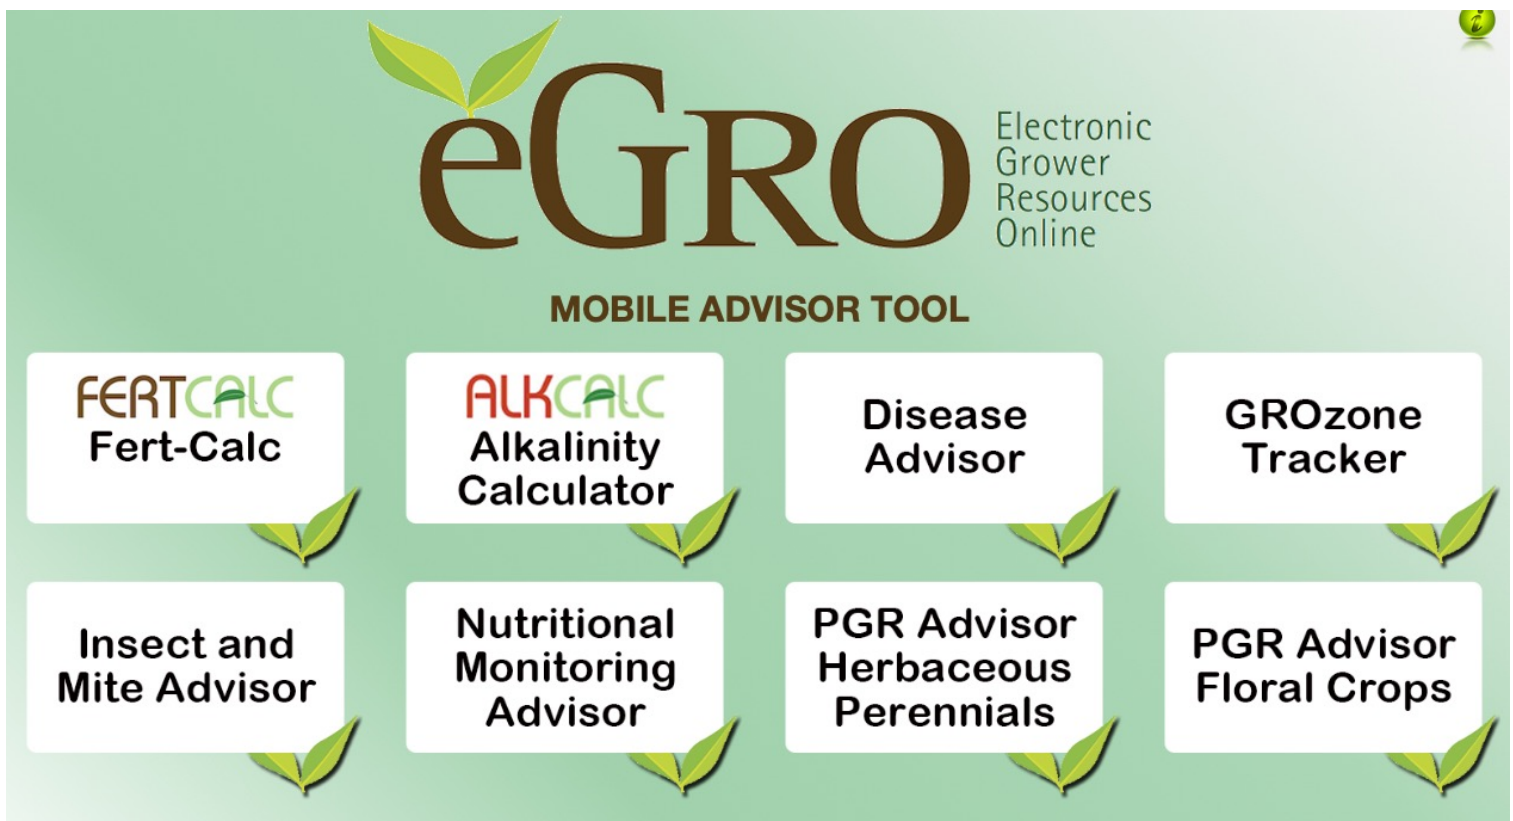 eGRO
Electronic
Grower
Resources
Online
MOBILE ADVISOR TOOL
FERTCALC
Fert-Calc
ALKCALC
Alkalinity
Calculator
Disease
Advisor
GROzone
Tracker
Insect and
Mite Advisor
Nutritional
Monitoring
Advisor
PGR Advisor
Herbaceous
Perennials
PGR Advisor
Floral Crops
i